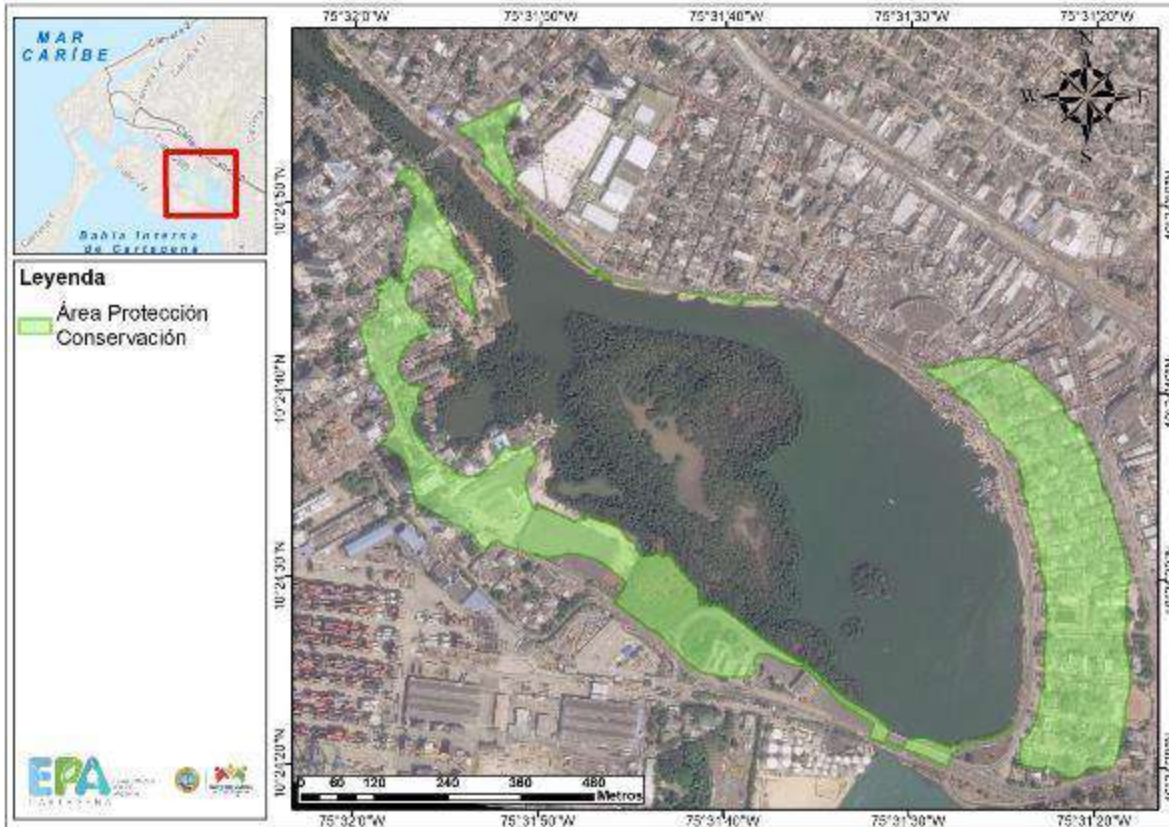 75°32'0"W 75°31'50"W 75°31'40"W 75°31'30"W 75°31'20"W
MAR
CARÍBE
Bahía Interna
de Cartagena
Leyenda
Área Protección
Conservación
N
W E
S
10°24'50"N
10°24'40"N
10°24'30"N
10°24'20"N
EPA
CARTAGENA
0 60 120 240 360 480
Metros
75°32'0"W 75°31'50"W 75°31'40"W 75°31'30"W 75°31'20"W